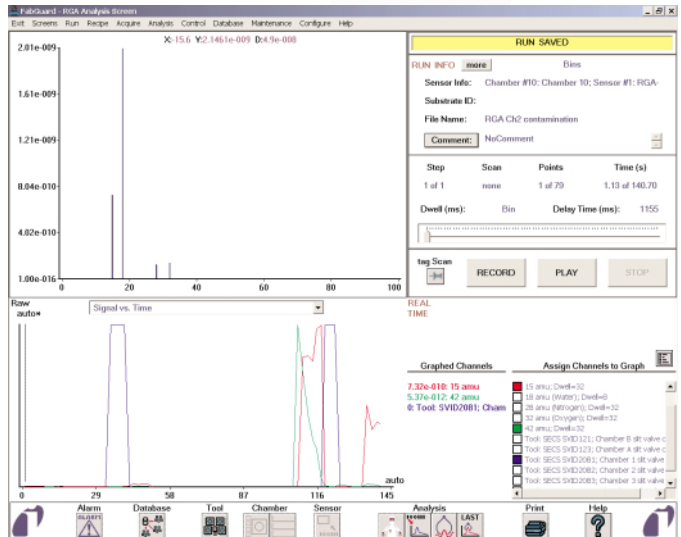 FabGuard - RGA Analysis Screen
Exit Screens Run Recipe Acquire Analysis Control Database Maintenance Configure Help
X:-15.6 Y:2.1461e-009 D:4.9e-008
2.01e-009
1.61e-009
1.21e-009
8.04e-010
4.02e-010
1.00e-016
0 20 40 60 80 100
RUN SAVED
RUN INFO more Bins
Sensor Info: Chamber #10: Chamber 10; Sensor #1: RGA-
Substrate ID:
File Name: RGA Ch2 contamination
Comment: NoComment
Step Scan Points Time (s)
1 of 1 none 1 of 79 1.13 of 140.70
Dwell (ms): Bin Delay Time (ms): 1155
tag Scan
RECORD PLAY STOP
Raw
auto*
Signal vs. Time
auto
0 29 58 87 116 145
REAL
TIME
Graphed Channels
7.32e-010: 15 amu
5.37e-012: 42 amu
0: Tool: SVID2081; Cham
Assign Channels to Graph
15 amu; Dwell=32
18 amu (Water); Dwell=8
28 amu (Nitrogen); Dwell=32
32 amu (Oxygen); Dwell=32
42 amu; Dwell=32
Tool: SECS SVID121; Chamber B slit valve c
Tool: SECS SVID123; Chamber A slit valve c
Tool: SECS SVID2081; Chamber 1 slit valve
Tool: SECS SVID2082; Chamber 2 slit valve
Tool: SECS SVID2083; Chamber 3 slit valve
Alarm Database Tool Chamber Sensor Analysis Print Help
ALARMS
LAST